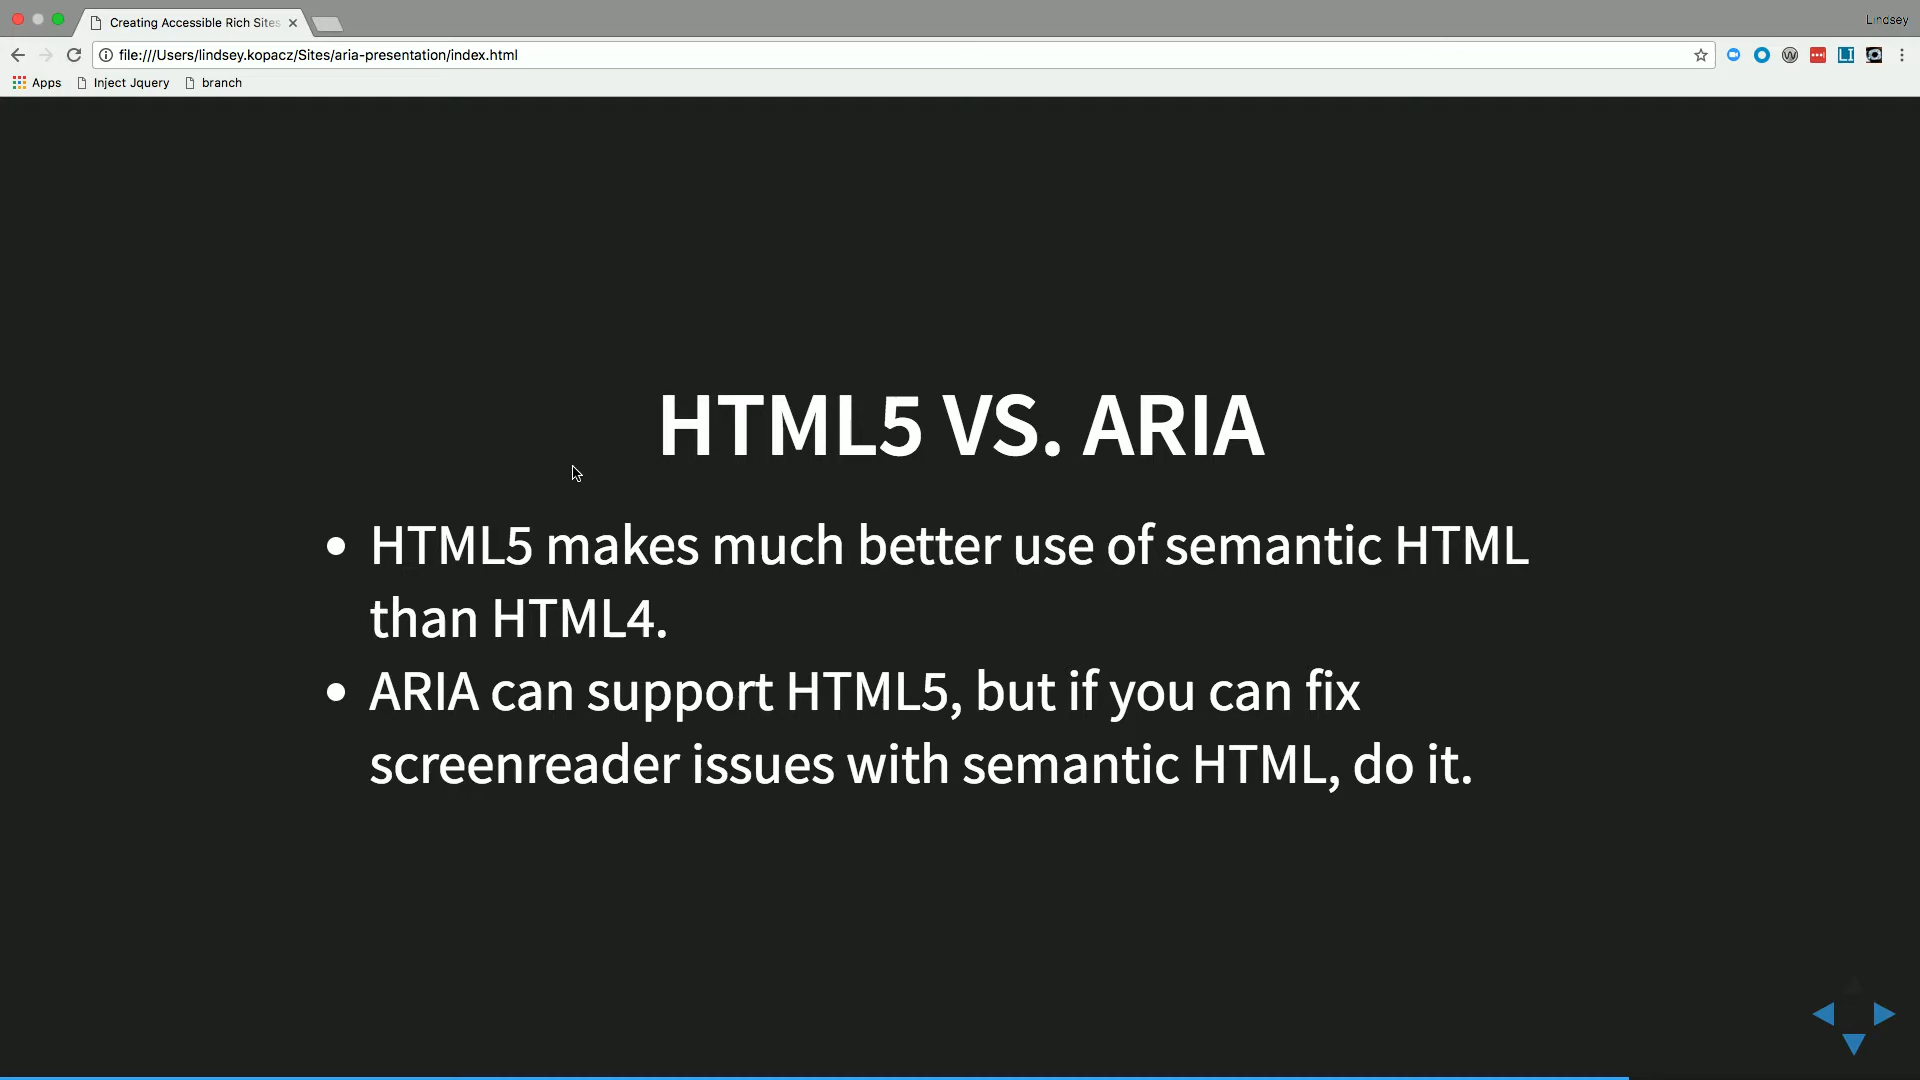 Creating Accessible Rich Sites
Lindsey
file:///Users/lindsey.kopacz/Sites/aria-presentation/index.html
Apps
Inject Jquery
branch
HTML5 VS. ARIA
• HTML5 makes much better use of semantic HTML
than HTML4.
• ARIA can support HTML5, but if you can fix
screenreader issues with semantic HTML, do it.